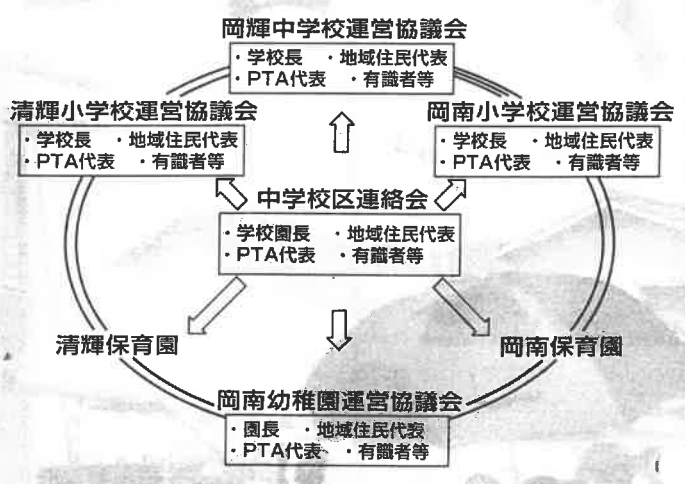 岡輝中学校運営協議会
・学校長 ・地域住民代表
・PTA代表 ・有識者等
清輝小学校運営協議会
・学校長 ・地域住民代表
・PTA代表 ・有識者等
岡南小学校運営協議会
・学校長 ・地域住民代表
・PTA代表 ・有識者等
中学校区連絡会
・学校園長 ・地域住民代表
・PTA代表 ・有識者等
清輝保育園
岡南保育園
岡南幼稚園運営協議会
・園長 ・地域住民代表
・PTA代表 ・有識者等